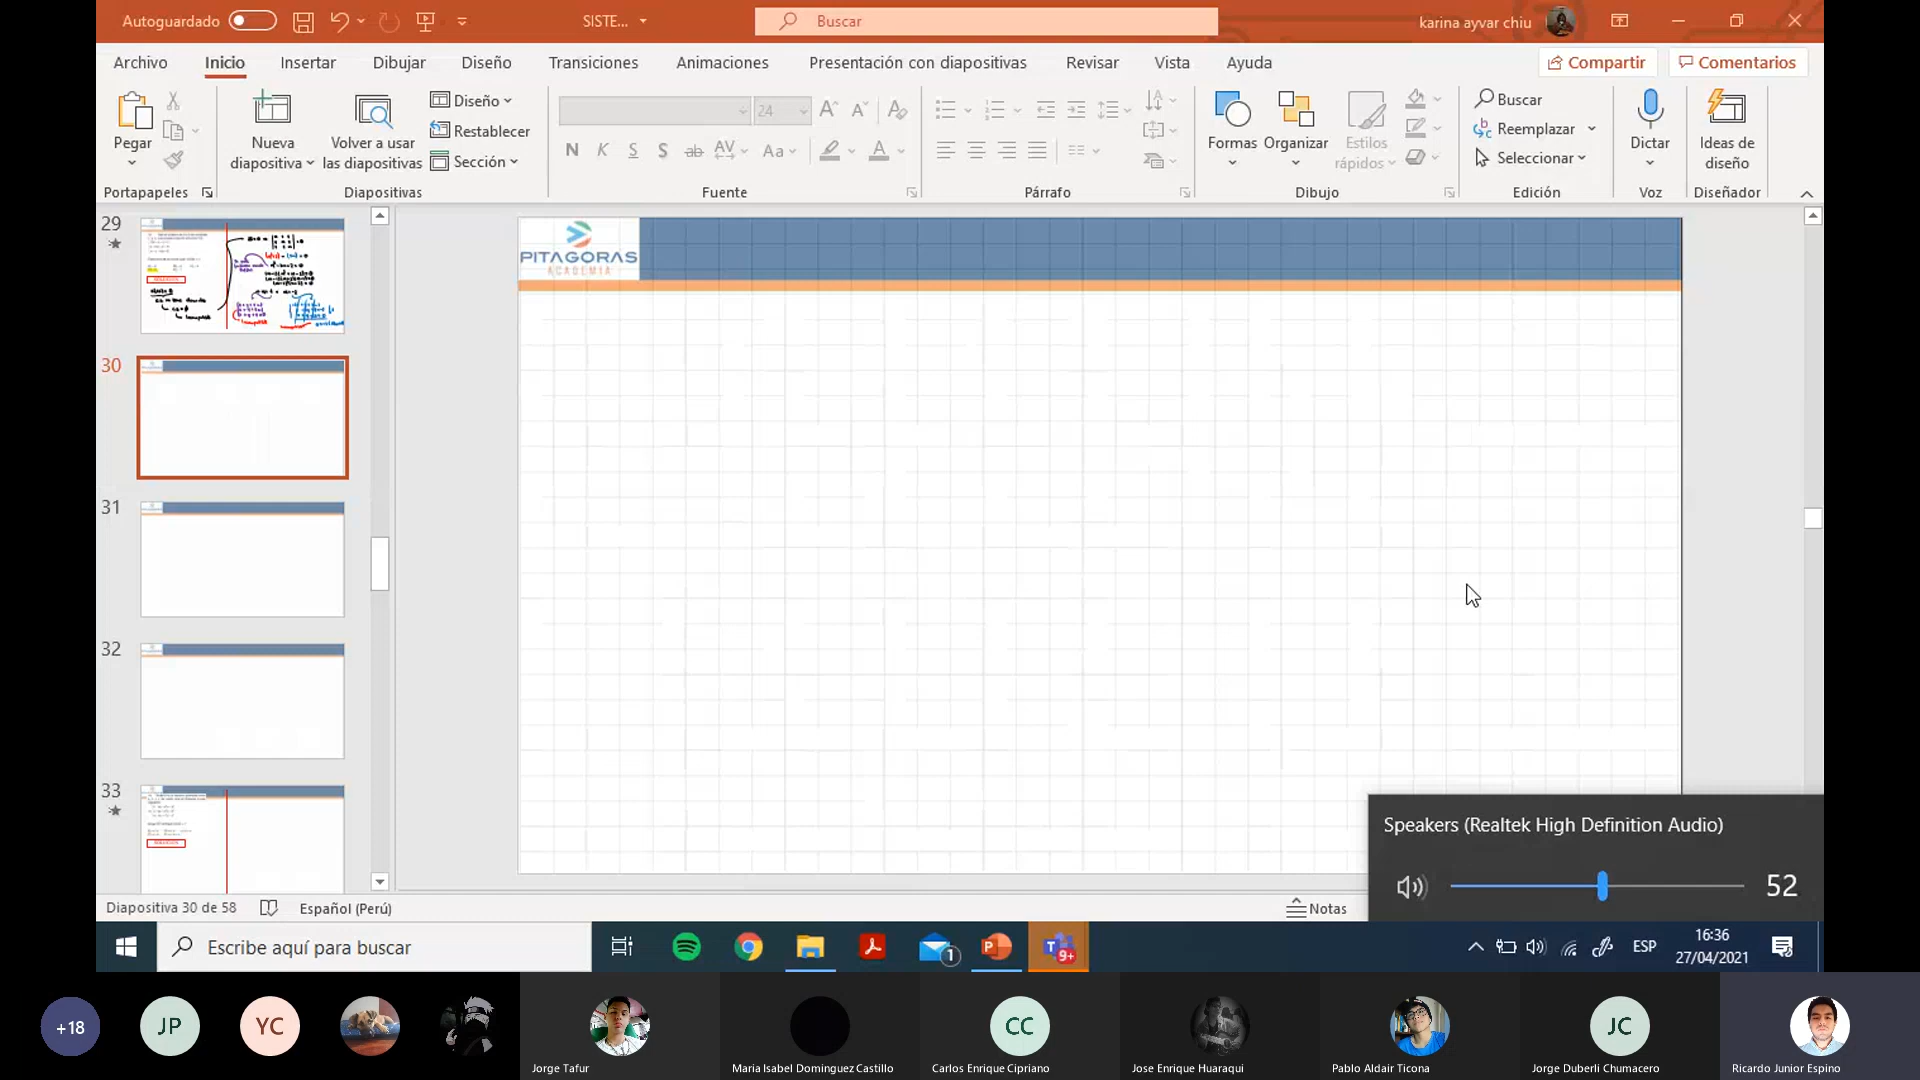 Autoguardado
SISTE...
Buscar
karina ayvar chiu
Archivo Inicio Insertar Dibujar Diseño Transiciones Animaciones Presentación con diapositivas Revisar Vista Ayuda
Compartir Comentarios
Pegar
Nueva diapositiva
Volver a usar las diapositivas
Diseño
Restablecer
Sección
24
N K S S ab AV Aa A
Formas
Organizar
Estilos rápidos
Buscar
Reemplazar
Seleccionar
Dictar
Ideas de diseño
Portapapeles Diapositivas Fuente Párrafo Dibujo Edición Voz Diseñador
29
30
31
32
33
PITAGORAS
ACADEMIA
Speakers (Realtek High Definition Audio)
52
Diapositiva 30 de 58 Español (Perú) Notas
Escribe aquí para buscar
1
9+
ESP
16:36
27/04/2021
+18
JP
YC
CC
JC
Jorge Tafur
Maria Isabel Dominguez Castillo
Carlos Enrique Cipriano
Jose Enrique Huaraqui
Pablo Aldair Ticona
Jorge Duberli Chumacero
Ricardo Junior Espino